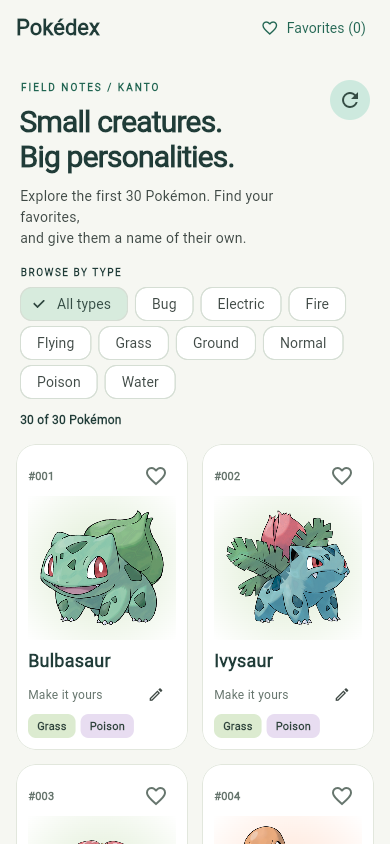 Pokédex
Favorites (0)
FIELD NOTES / KANTO
Small creatures.
Big personalities.
Explore the first 30 Pokémon. Find your
favorites,
and give them a name of their own.
BROWSE BY TYPE
All types
Bug
Electric
Fire
Flying
Grass
Ground
Normal
Poison
Water
30 of 30 Pokémon
#001
Bulbasaur
Make it yours
Grass
Poison
#002
Ivysaur
Make it yours
Grass
Poison
#003
#004